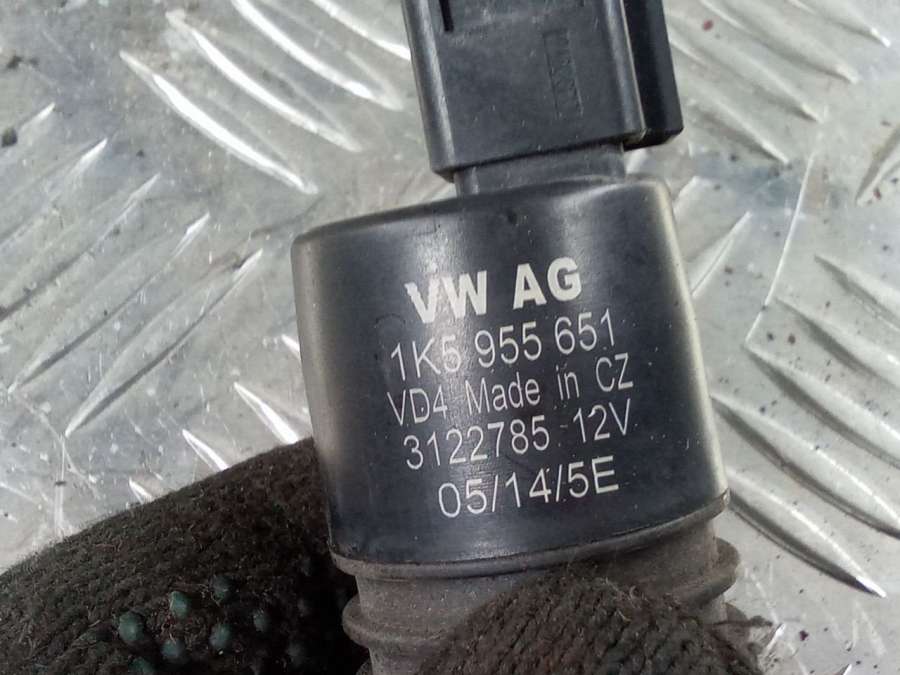 VW AG
1K5 955 651
VD4 Made in CZ
3122785 12V
05/14/5E